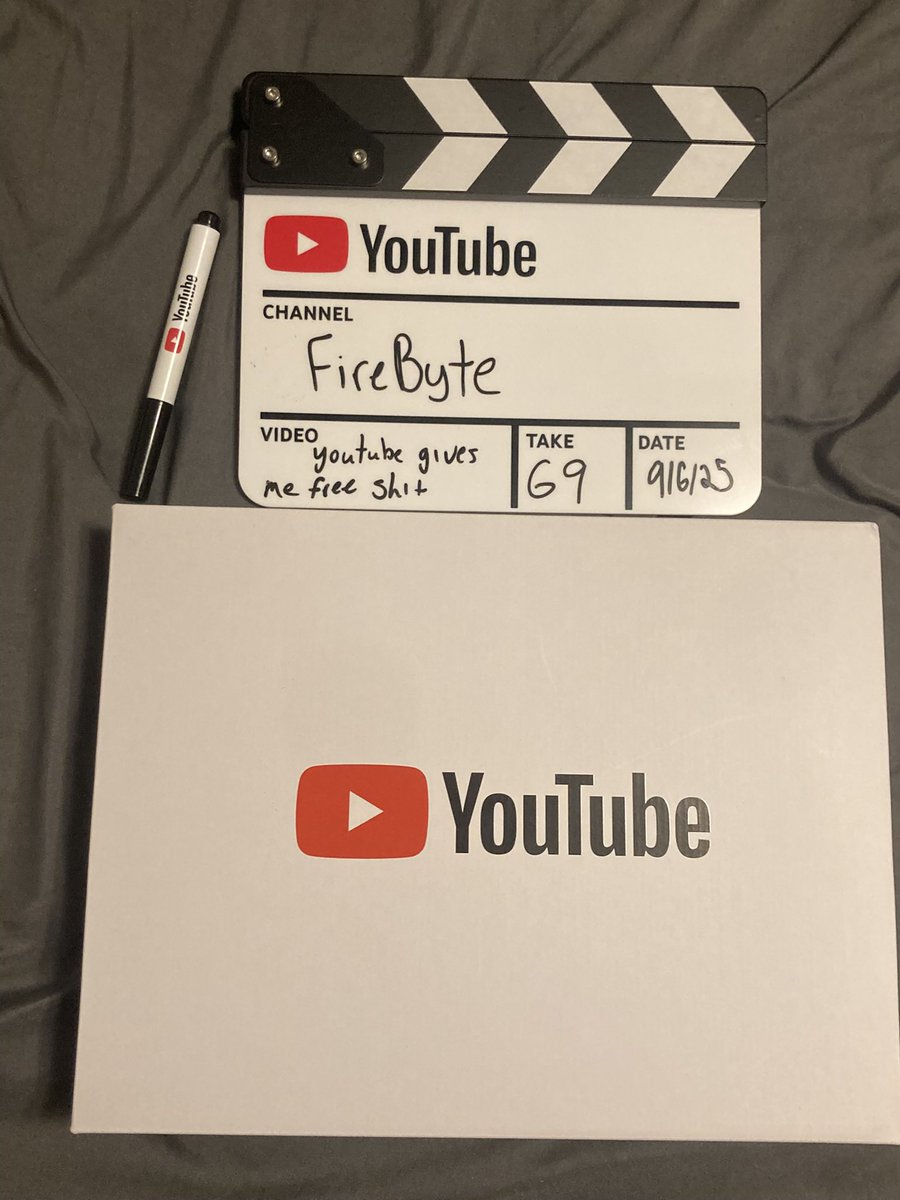 YouTube
YouTube
CHANNEL
FireByte
VIDEO
youtube gives
me free shit
TAKE
69
DATE
9/6/25
YouTube